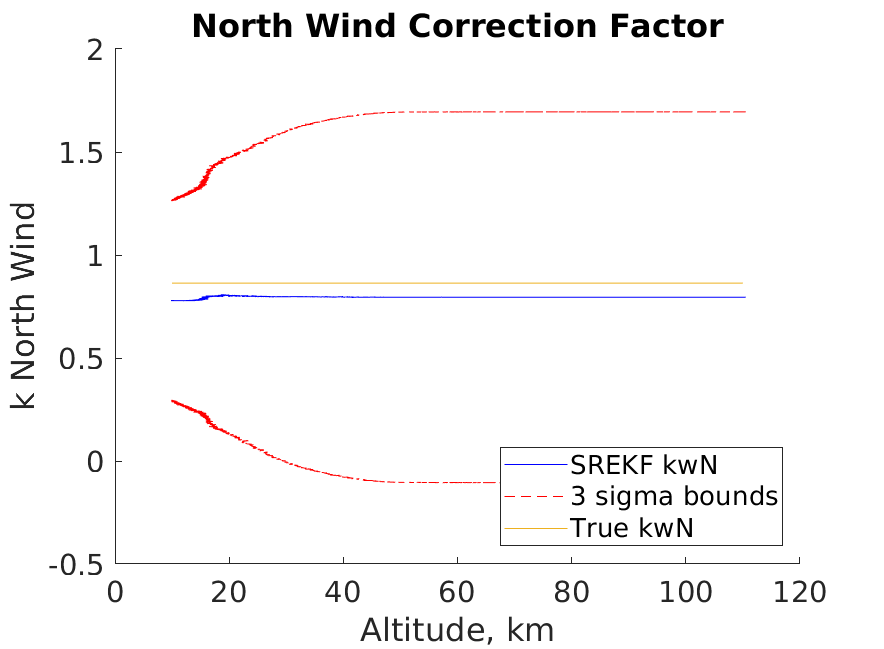 North Wind Correction Factor
2
1.5
1
0.5
0
-0.5
k North Wind
SREKF kwN
3 sigma bounds
True kwN
0 20 40 60 80 100 120
Altitude, km